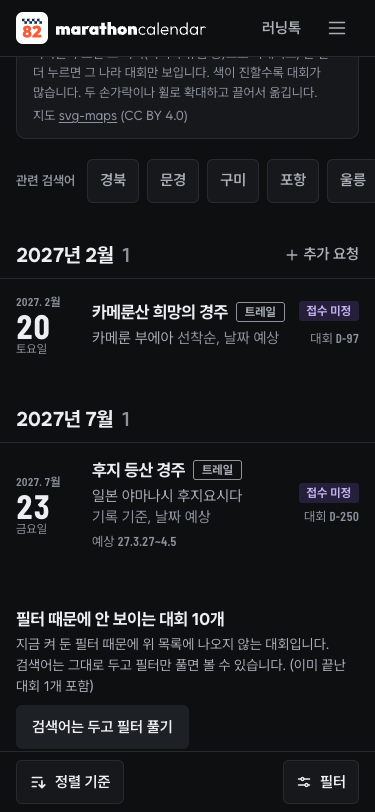 82 marathoncalendar
러닝톡
더 누르면 그 나라 대회만 보입니다. 색이 진할수록 대회가
많습니다. 두 손가락이나 휠로 확대하고 끌어서 옮깁니다.
지도 svg-maps (CC BY 4.0)
관련 검색어 경북 문경 구미 포항 울릉
2027년 2월 1
+ 추가 요청
2027. 2월
20
토요일
카메룬산 희망의 경주 트레일
카메룬 부에아 선착순, 날짜 예상
접수 미정
대회 D-97
2027년 7월 1
2027. 7월
23
금요일
후지 등산 경주 트레일
일본 야마나시 후지요시다
기록 기준, 날짜 예상
예상 27.3.27~4.5
접수 미정
대회 D-250
필터 때문에 안 보이는 대회 10개
지금 켜 둔 필터 때문에 위 목록에 나오지 않는 대회입니다.
검색어는 그대로 두고 필터만 풀면 볼 수 있습니다. (이미 끝난
대회 1개 포함)
검색어는 두고 필터 풀기
정렬 기준
필터